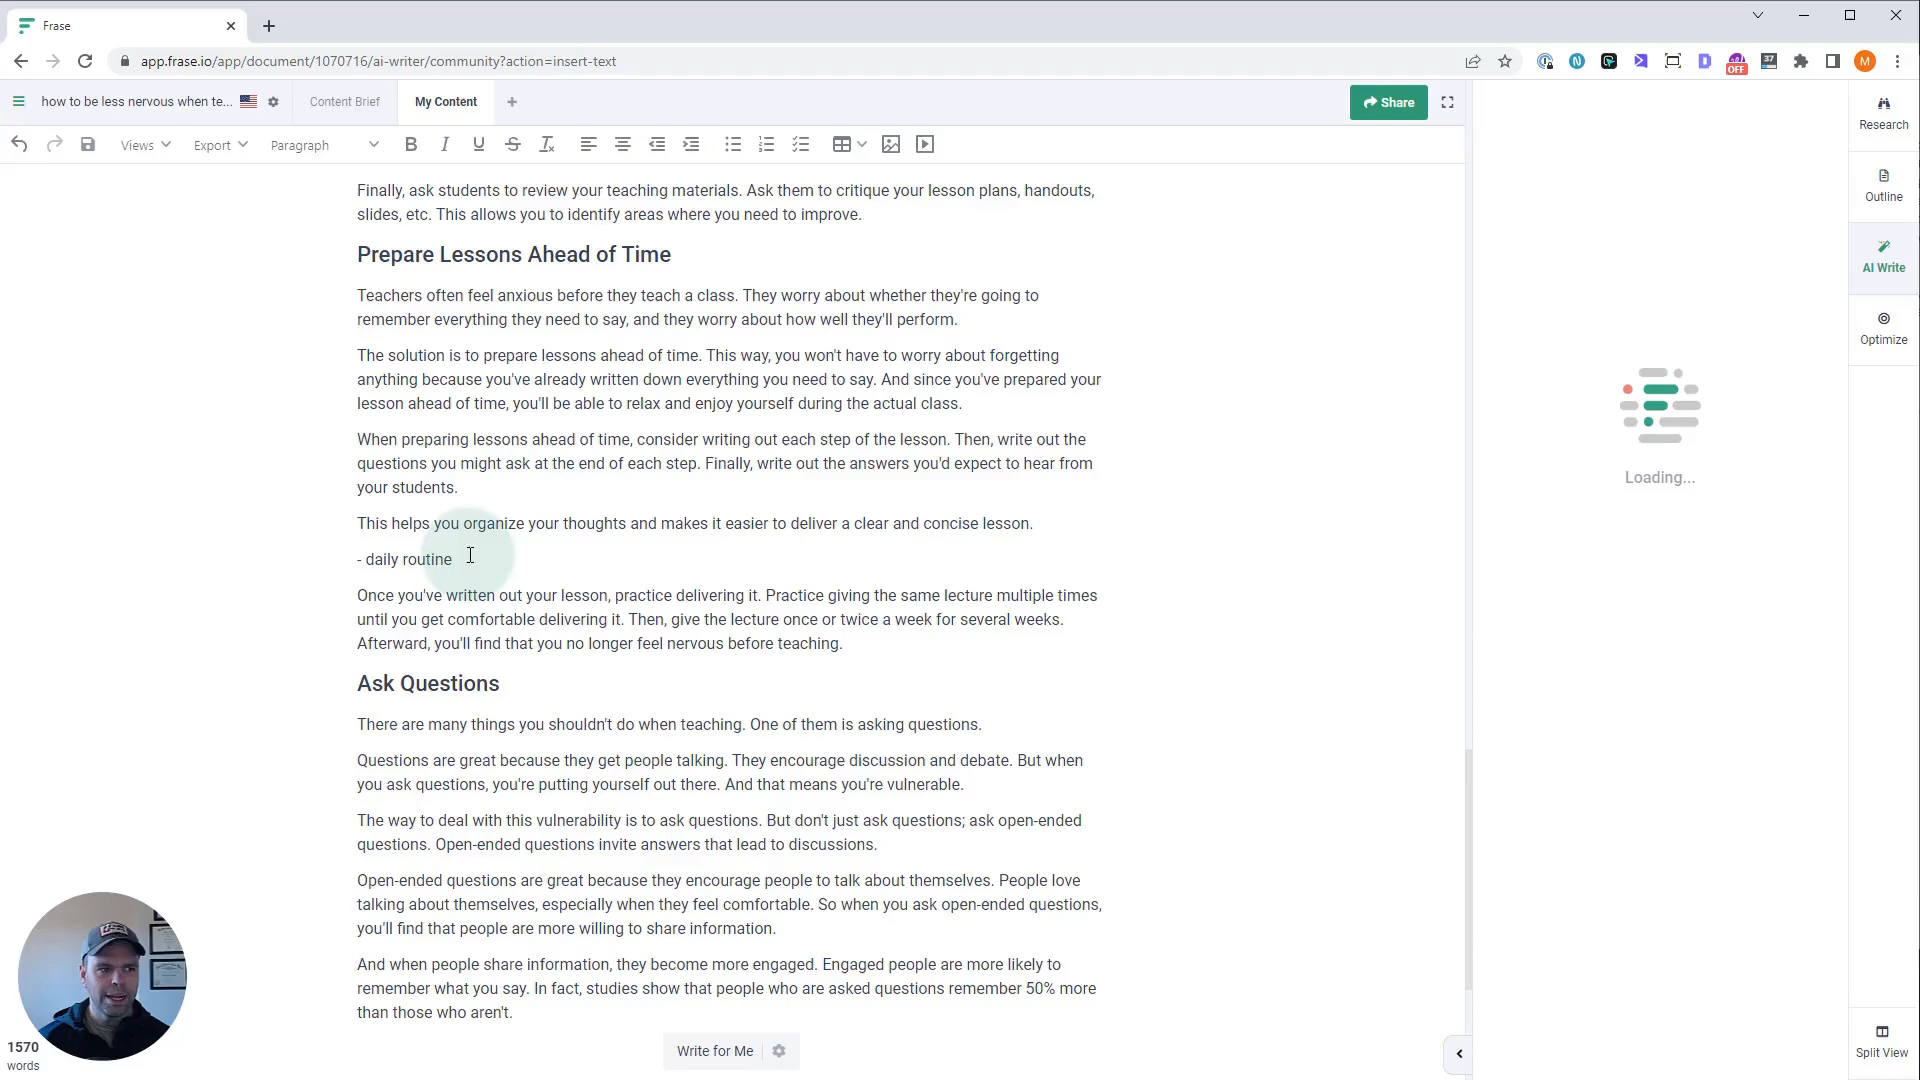 Frase
app.frase.io/app/document/1070716/ai-writer/community?action=insert-text
OFF
37
M
how to be less nervous when te...
Content Brief
My Content
Share
Research
Views
Export
Paragraph
Outline
AI Write
Optimize
Finally, ask students to review your teaching materials. Ask them to critique your lesson plans, handouts,
slides, etc. This allows you to identify areas where you need to improve.
Prepare Lessons Ahead of Time
Teachers often feel anxious before they teach a class. They worry about whether they're going to
remember everything they need to say, and they worry about how well they'll perform.
The solution is to prepare lessons ahead of time. This way, you won't have to worry about forgetting
anything because you've already written down everything you need to say. And since you've prepared your
lesson ahead of time, you'll be able to relax and enjoy yourself during the actual class.
When preparing lessons ahead of time, consider writing out each step of the lesson. Then, write out the
questions you might ask at the end of each step. Finally, write out the answers you'd expect to hear from
your students.
This helps you organize your thoughts and makes it easier to deliver a clear and concise lesson.
- daily routine
Once you've written out your lesson, practice delivering it. Practice giving the same lecture multiple times
until you get comfortable delivering it. Then, give the lecture once or twice a week for several weeks.
Afterward, you'll find that you no longer feel nervous before teaching.
Ask Questions
There are many things you shouldn't do when teaching. One of them is asking questions.
Questions are great because they get people talking. They encourage discussion and debate. But when
you ask questions, you're putting yourself out there. And that means you're vulnerable.
The way to deal with this vulnerability is to ask questions. But don't just ask questions; ask open-ended
questions. Open-ended questions invite answers that lead to discussions.
Open-ended questions are great because they encourage people to talk about themselves. People love
talking about themselves, especially when they feel comfortable. So when you ask open-ended questions,
you'll find that people are more willing to share information.
And when people share information, they become more engaged. Engaged people are more likely to
remember what you say. In fact, studies show that people who are asked questions remember 50% more
than those who aren't.
Loading...
Write for Me
1570
words
Split View